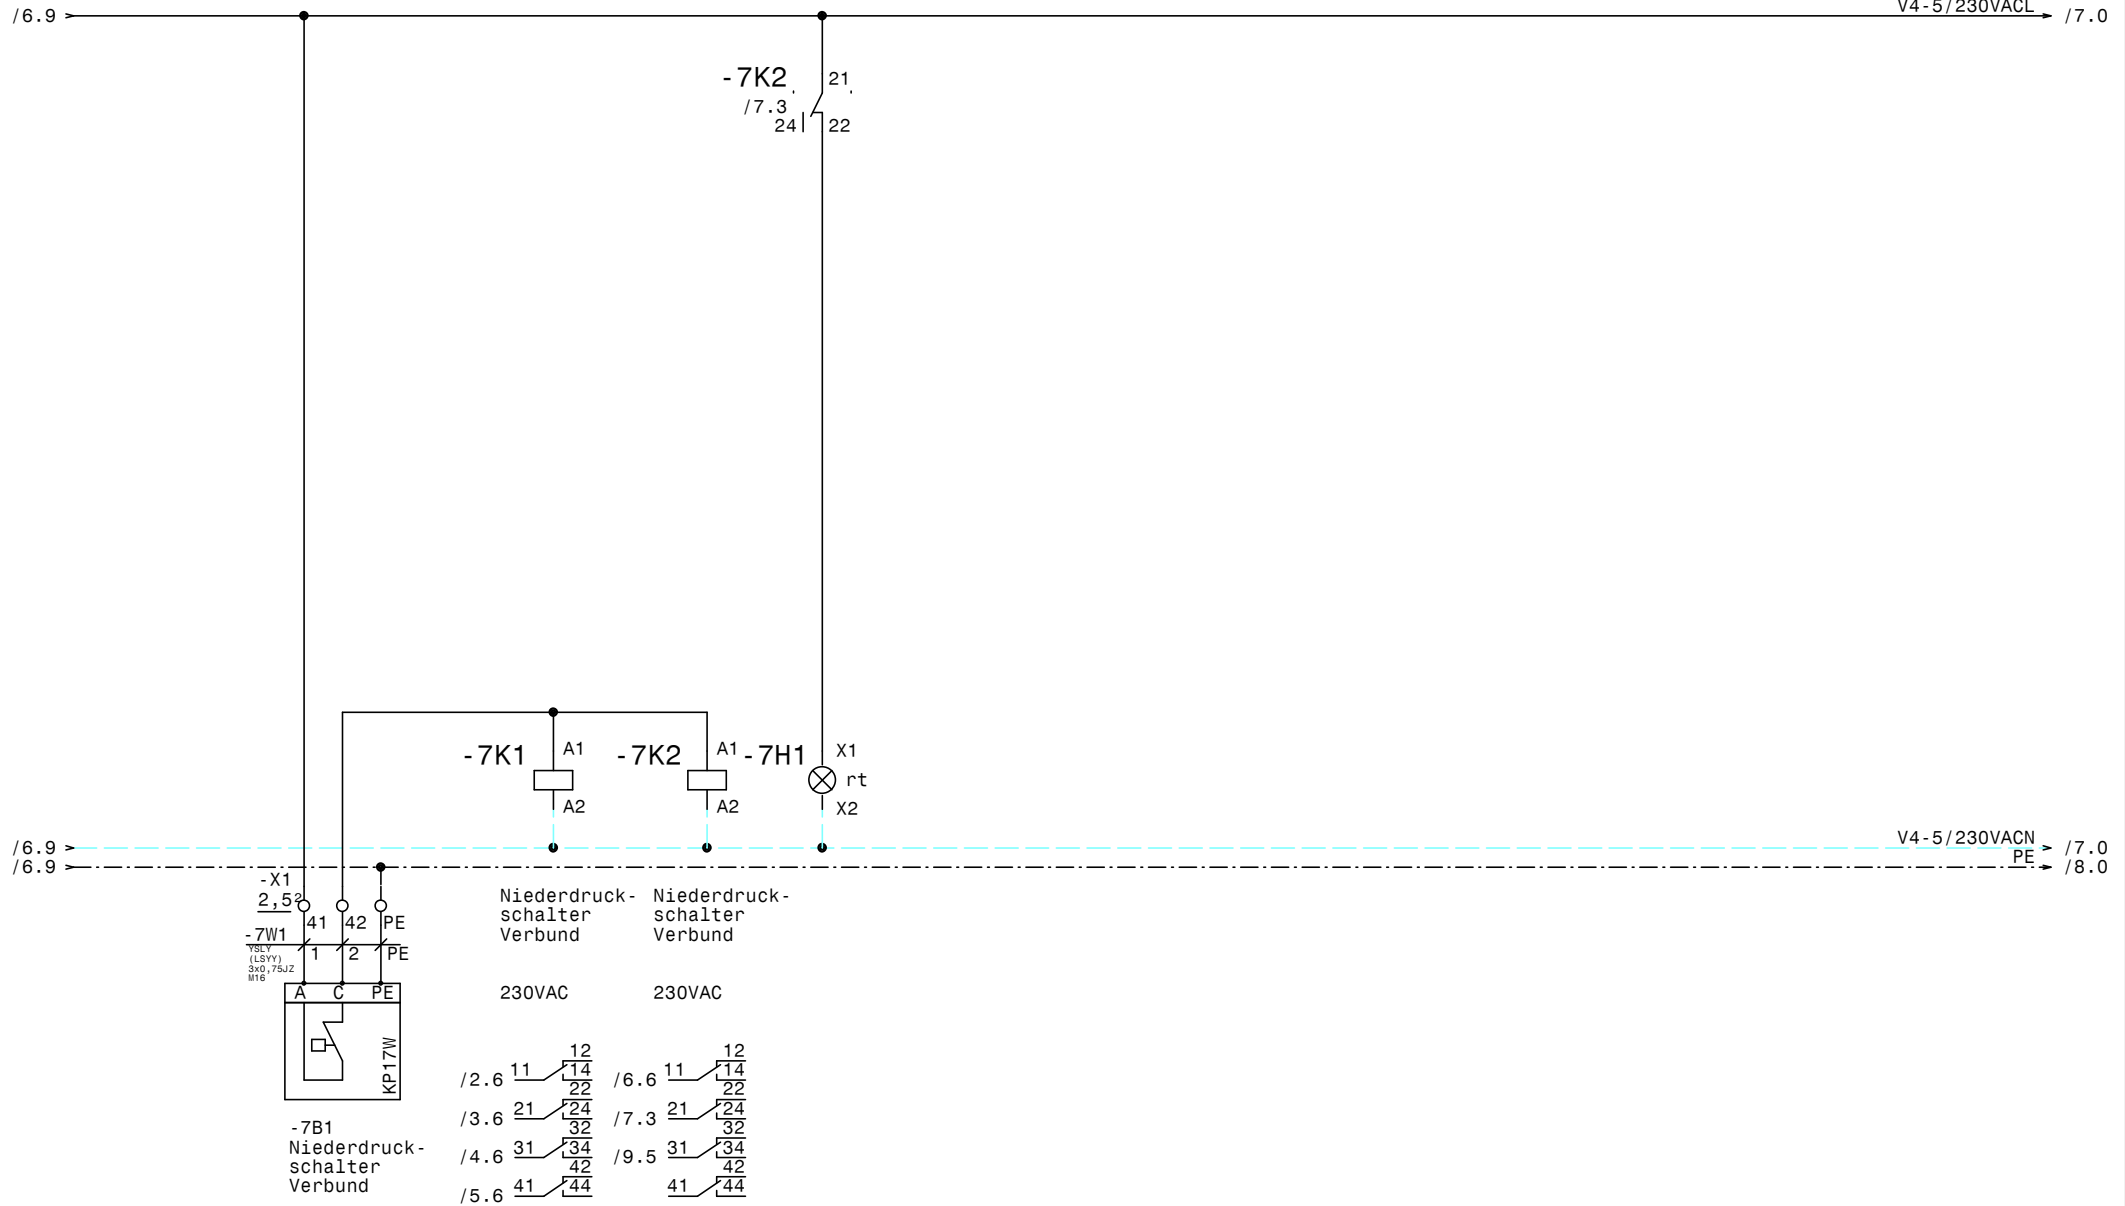 /6.9
V4-5/230VACL
/7.0
-7K2
21
/7.3
24
22
-7K1
A1
A2
-7K2
A1
A2
-7H1
X1
rt
X2
/6.9
V4-5/230VACN
/7.0
/6.9
PE
/8.0
-X1
2,5²
41
42
PE
-7W1
YSLY
(LSYY)
3x0,75JZ
M16
1
2
PE
A C PE
KP17W
-7B1
Niederdruck-
schalter
Verbund
Niederdruck-
schalter
Verbund
230VAC
Niederdruck-
schalter
Verbund
230VAC
12
/2.6 11 14
22
/3.6 21 24
32
/4.6 31 34
42
/5.6 41 44
12
/6.6 11 14
22
/7.3 21 24
32
/9.5 31 34
42
41 44